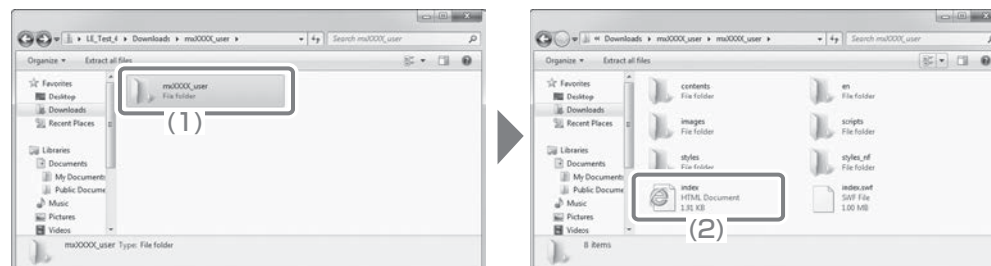 LE_Test_4 ▸ Downloads ▸ mxXXXX_user ▸
Search mxXXXX_user
Organize
Extract all files
Favorites
Desktop
Downloads
Recent Places
Libraries
Documents
My Documents
Public Docume
Music
Pictures
Videos
mxXXXX_user
File folder
(1)
mxXXXX_user Type: File folder
« Downloads ▸ mxXXXX_user ▸ mxXXXX_user ▸
Search mxXXXX_user
Organize
Extract all files
Favorites
Desktop
Downloads
Recent Places
Libraries
Documents
My Documents
Public Docume
Music
Pictures
Videos
contents
File folder
en
File folder
images
File folder
scripts
File folder
styles
File folder
styles_nf
File folder
index
HTML Document
1.91 KB
index.swf
SWF File
1.00 MB
(2)
8 items